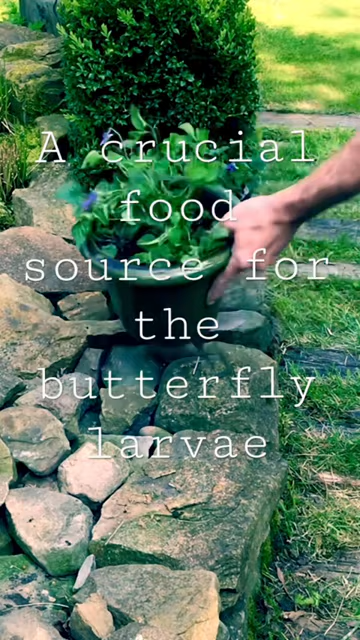 A crucial
food
source for
the
butterfly
larvae